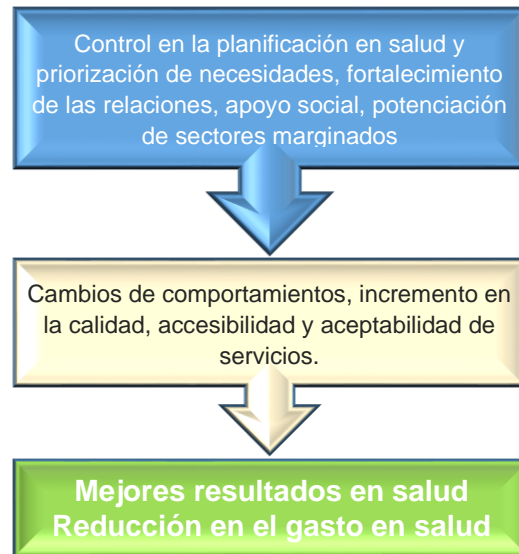 Control en la planificación en salud y
priorización de necesidades, fortalecimiento
de las relaciones, apoyo social, potenciación
de sectores marginados
Cambios de comportamientos, incremento en
la calidad, accesibilidad y aceptabilidad de
servicios.
Mejores resultados en salud
Reducción en el gasto en salud